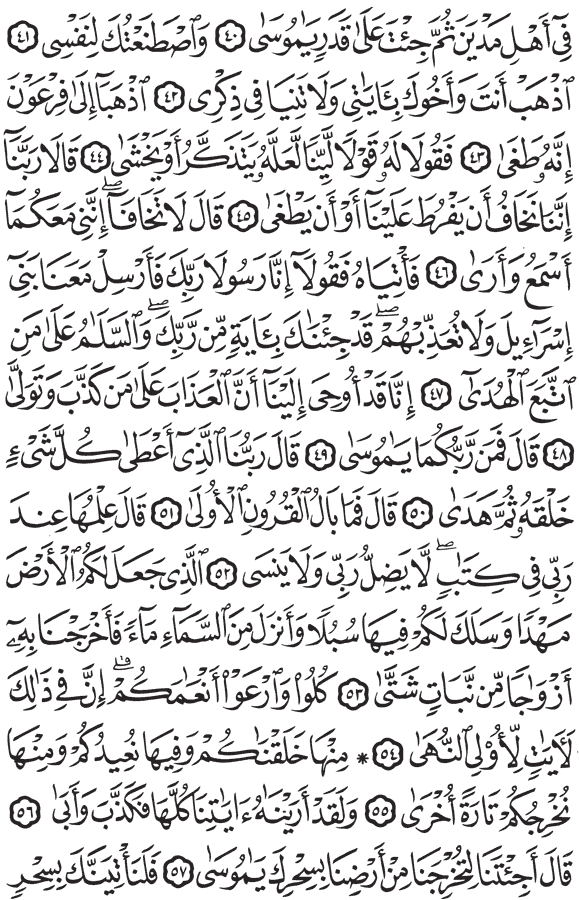 فِىٓ أَهْلِ مَدْيَنَ ثُمَّ جِئْتَ عَلَىٰ قَدَرٍ يَٰمُوسَىٰ ٤٠ وَٱصْطَنَعْتُكَ لِنَفْسِى ٤١
ٱذْهَبْ أَنتَ وَأَخُوكَ بِـَٔايَٰتِى وَلَا تَنِيَا فِى ذِكْرِى ٤٢ ٱذْهَبَآ إِلَىٰ فِرْعَوْنَ
إِنَّهُۥ طَغَىٰ ٤٣ فَقُولَا لَهُۥ قَوْلًا لَّيِّنًا لَّعَلَّهُۥ يَتَذَكَّرُ أَوْ يَخْشَىٰ ٤٤ قَالَا رَبَّنَآ
إِنَّنَا نَخَافُ أَن يَفْرُطَ عَلَيْنَآ أَوْ أَن يَطْغَىٰ ٤٥ قَالَ لَا تَخَافَآ ۖ إِنَّنِى مَعَكُمَآ
أَسْمَعُ وَأَرَىٰ ٤٦ فَأْتِيَاهُ فَقُولَآ إِنَّا رَسُولَا رَبِّكَ فَأَرْسِلْ مَعَنَا بَنِىٓ
إِسْرَٰٓءِيلَ وَلَا تُعَذِّبْهُمْ ۖ قَدْ جِئْنَٰكَ بِـَٔايَةٍ مِّن رَّبِّكَ ۖ وَٱلسَّلَٰمُ عَلَىٰ مَنِ
ٱتَّبَعَ ٱلْهُدَىٰٓ ٤٧ إِنَّا قَدْ أُوحِىَ إِلَيْنَآ أَنَّ ٱلْعَذَابَ عَلَىٰ مَن كَذَّبَ وَتَوَلَّىٰ
٤٨ قَالَ فَمَن رَّبُّكُمَا يَٰمُوسَىٰ ٤٩ قَالَ رَبُّنَا ٱلَّذِىٓ أَعْطَىٰ كُلَّ شَىْءٍ
خَلْقَهُۥ ثُمَّ هَدَىٰ ٥٠ قَالَ فَمَا بَالُ ٱلْقُرُونِ ٱلْأُولَىٰ ٥١ قَالَ عِلْمُهَا عِندَ
رَبِّى فِى كِتَٰبٍ ۖ لَّا يَضِلُّ رَبِّى وَلَا يَنسَى ٥٢ ٱلَّذِى جَعَلَ لَكُمُ ٱلْأَرْضَ
مَهْدًا وَسَلَكَ لَكُمْ فِيهَا سُبُلًا وَأَنزَلَ مِنَ ٱلسَّمَآءِ مَآءً فَأَخْرَجْنَا بِهِۦٓ
أَزْوَٰجًا مِّن نَّبَاتٍ شَتَّىٰ ٥٣ كُلُوا۟ وَٱرْعَوْا۟ أَنْعَٰمَكُمْ ۗ إِنَّ فِى ذَٰلِكَ
لَـَٔايَٰتٍ لِّأُو۟لِى ٱلنُّهَىٰ ٥٤ * مِنْهَا خَلَقْنَٰكُمْ وَفِيهَا نُعِيدُكُمْ وَمِنْهَا
نُخْرِجُكُمْ تَارَةً أُخْرَىٰ ٥٥ وَلَقَدْ أَرَيْنَٰهُ ءَايَٰتِنَا كُلَّهَا فَكَذَّبَ وَأَبَىٰ ٥٦
قَالَ أَجِئْتَنَا لِتُخْرِجَنَا مِنْ أَرْضِنَا بِسِحْرِكَ يَٰمُوسَىٰ ٥٧ فَلَنَأْتِيَنَّكَ بِسِحْرٍ